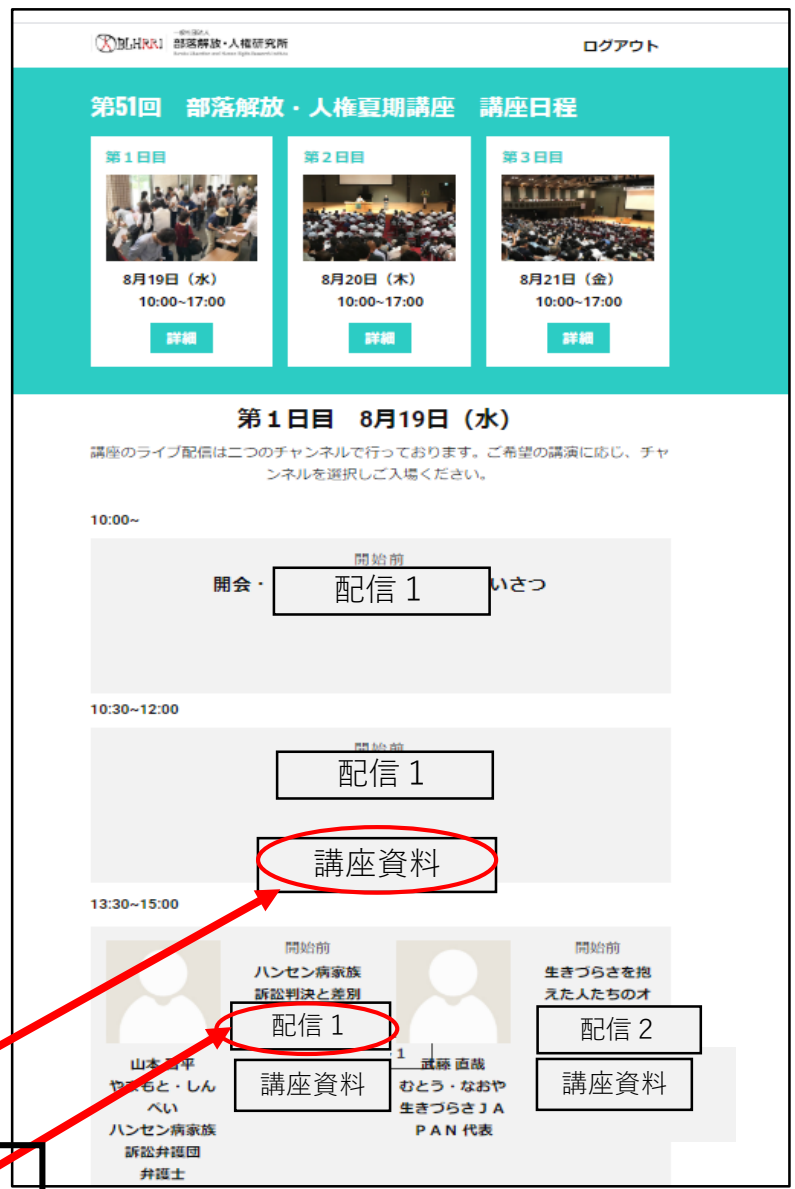 BLHRRI
一般社団法人
部落解放・人権研究所
ログアウト
第51回　部落解放・人権夏期講座　講座日程
第１日目
第２日目
第３日目
8月19日（水）
10:00~17:00
詳細
8月20日（木）
10:00~17:00
詳細
8月21日（金）
10:00~17:00
詳細
第１日目　8月19日（水）
講座のライブ配信は二つのチャンネルで行っております。ご希望の講演に応じ、チャ
ンネルを選択しご入場ください。
10:00~
開始前
開会・
配信１
いさつ
10:30~12:00
開始前
配信１
講座資料
13:30~15:00
開始前
ハンセン病家族
訴訟判決と差別
配信１
1
講座資料
山本
平
やまもと・しん
ぺい
ハンセン病家族
訴訟弁護団
弁護士
開始前
生きづらさを抱
えた人たちのオ
配信２
講座資料
武藤 直哉
むとう・なおや
生きづらさＪＡ
ＰＡＮ 代表